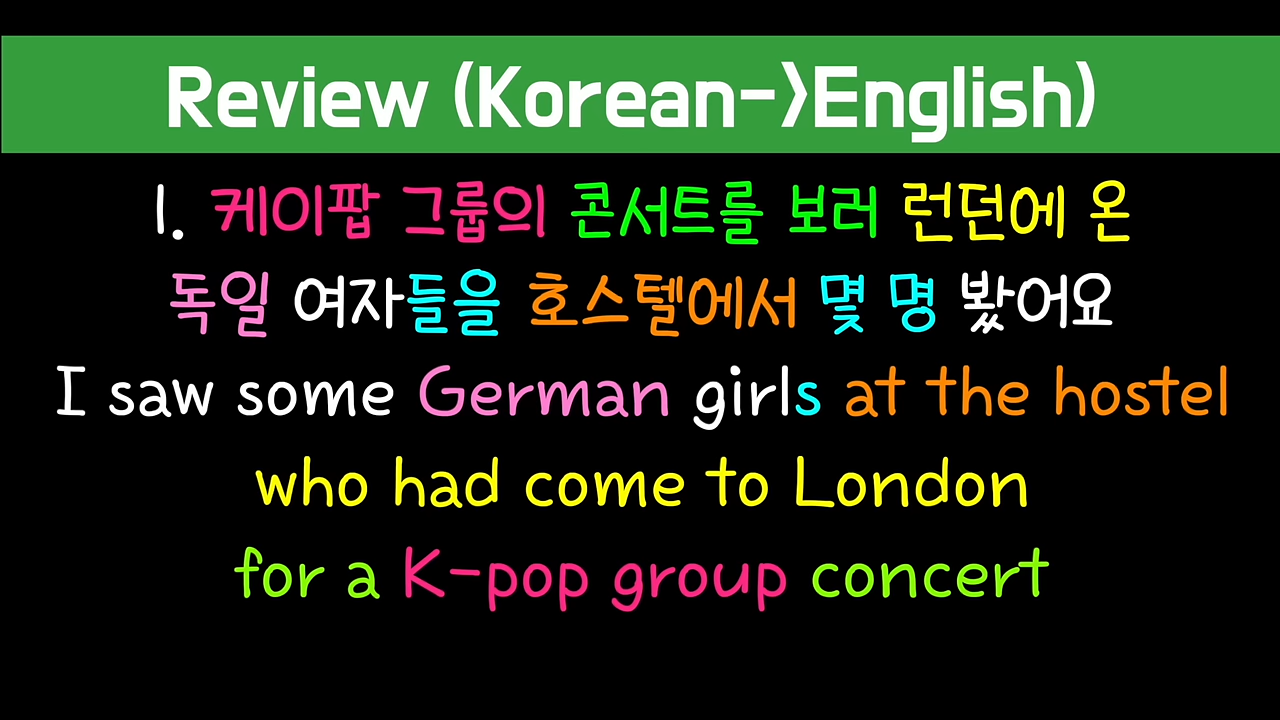 Review (Korean->English)
1. 케이팝 그룹의 콘서트를 보러 런던에 온
독일 여자들을 호스텔에서 몇 명 봤어요
I saw some German girls at the hostel
who had come to London
for a K-pop group concert